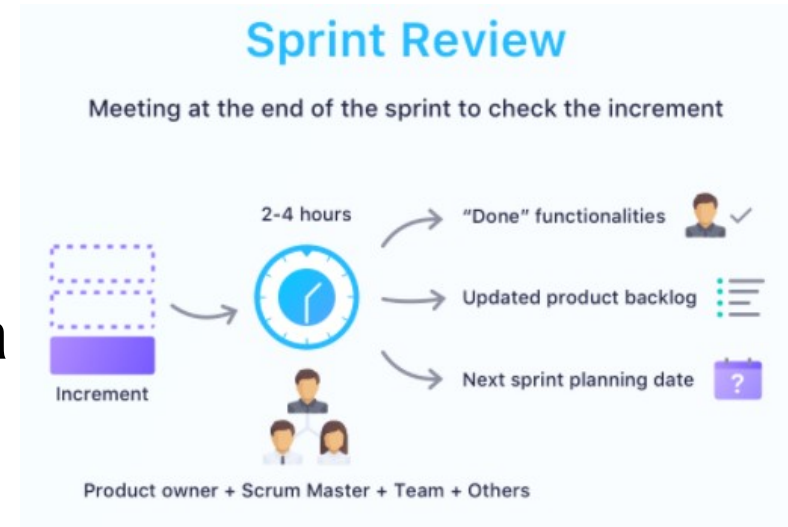 Sprint Review
Meeting at the end of the sprint to check the increment
2-4 hours
"Done" functionalities
Updated product backlog
Next sprint planning date
?
Increment
Product owner + Scrum Master + Team + Others